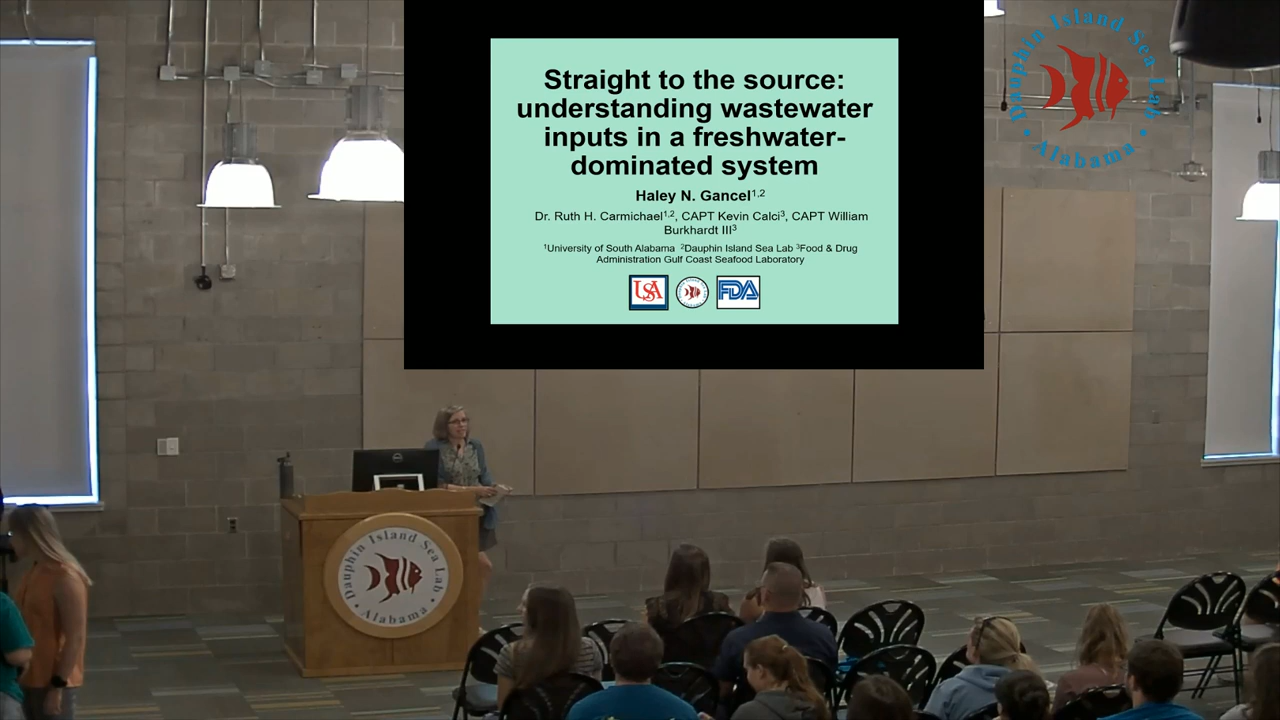 Straight to the source:
understanding wastewater
inputs in a freshwater-
dominated system
Haley N. Gancel1,2
Dr. Ruth H. Carmichael1,2, CAPT Kevin Calci3, CAPT William
Burkhardt III3
1University of South Alabama 2Dauphin Island Sea Lab 3Food & Drug
Administration Gulf Coast Seafood Laboratory
USA
FDA
Dauphin Island Sea Lab
• Alabama •
DELL
Dauphin Island Sea Lab
• Alabama •